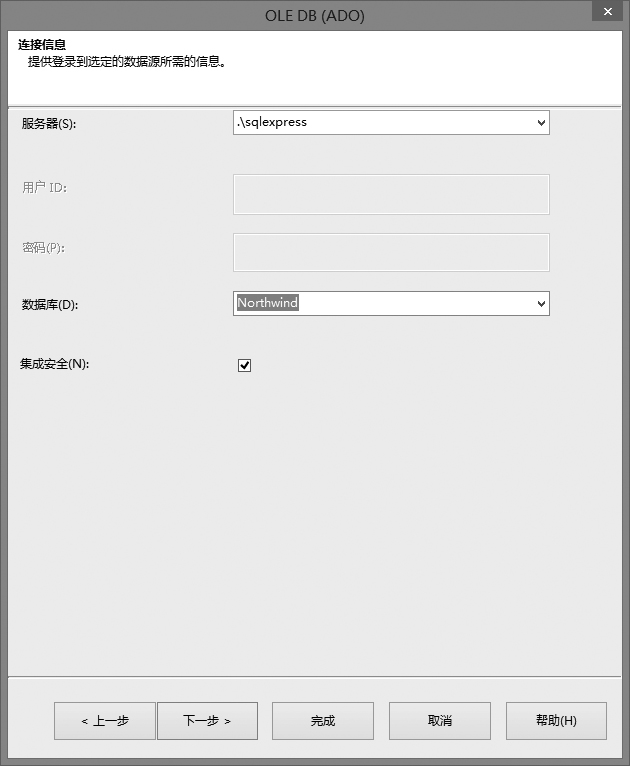 OLE DB (ADO)
连接信息
提供登录到选定的数据源所需的信息。
服务器(S):
.\sqlexpress
用户 ID:
密码(P):
数据库(D):
Northwind
集成安全(N):
< 上一步
下一步 >
完成
取消
帮助(H)